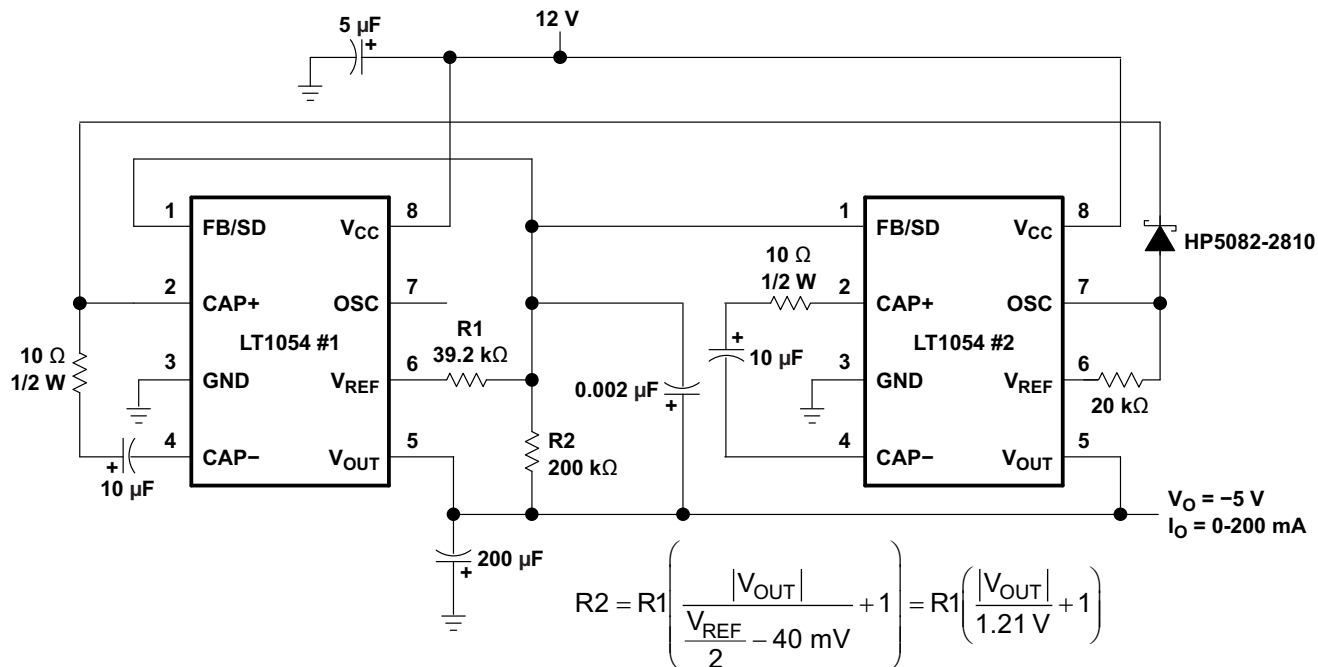 5 µF
+
12 V
1
FB/SD
VCC
8
2
CAP+
OSC
7
LT1054 #1
3
GND
VREF
6
4
CAP−
VOUT
5
10 Ω
1/2 W
+
10 µF
R1
39.2 kΩ
R2
200 kΩ
0.002 µF
+
200 µF
+
10 Ω
1/2 W
+
10 µF
1
FB/SD
VCC
8
2
CAP+
OSC
7
LT1054 #2
3
GND
VREF
6
4
CAP−
VOUT
5
HP5082-2810
20 kΩ
VO = −5 V
IO = 0-200 mA
R2 = R1(|VOUT| / (VREF/2 − 40 mV) + 1) = R1(|VOUT| / 1.21 V + 1)